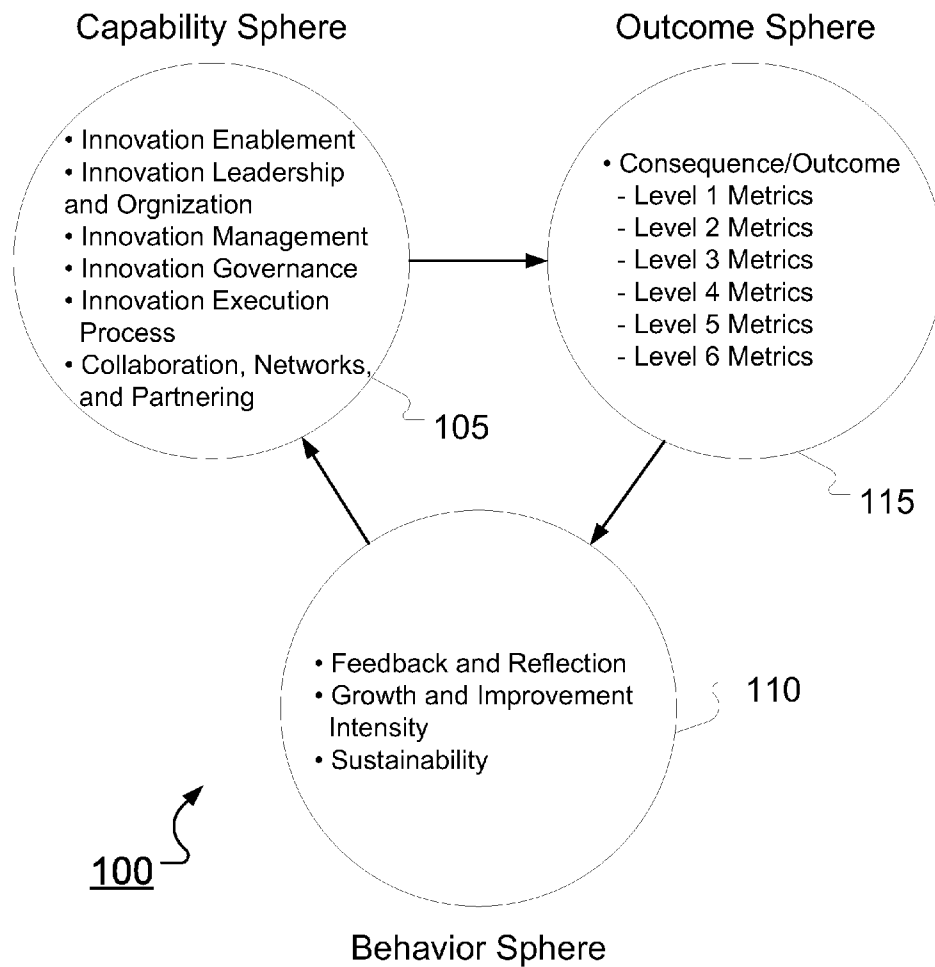 Capability Sphere
• Innovation Enablement
• Innovation Leadership
and Orgnization
• Innovation Management
• Innovation Governance
• Innovation Execution
Process
• Collaboration, Networks,
and Partnering
105
Outcome Sphere
• Consequence/Outcome
- Level 1 Metrics
- Level 2 Metrics
- Level 3 Metrics
- Level 4 Metrics
- Level 5 Metrics
- Level 6 Metrics
115
• Feedback and Reflection
• Growth and Improvement
Intensity
• Sustainability
110
100
Behavior Sphere